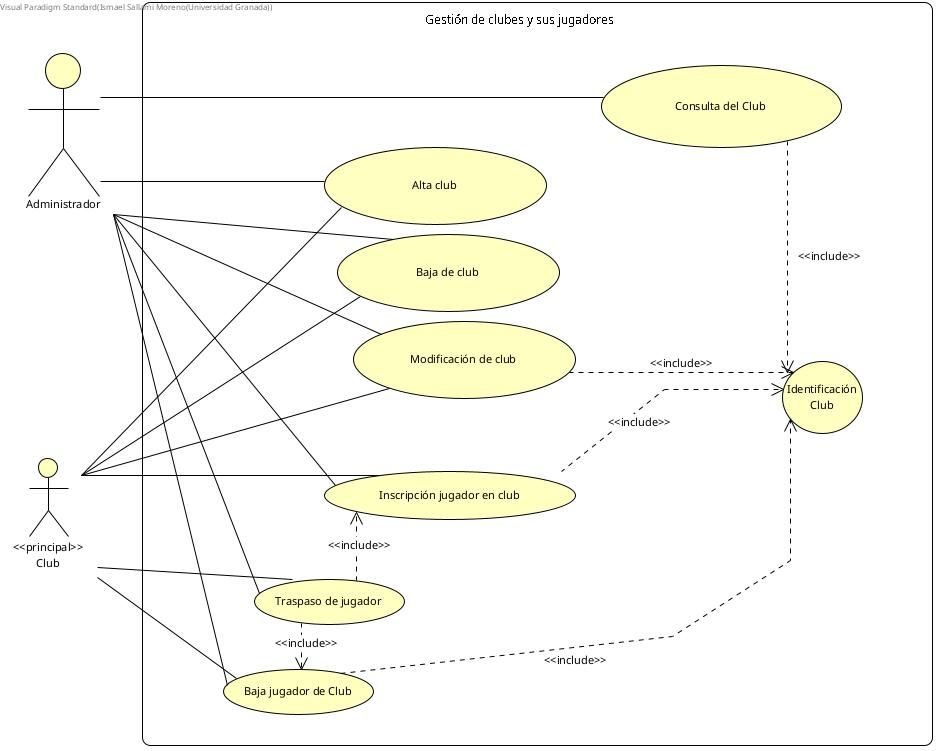 Visual Paradigm Standard(Ismael Sallami Moreno(Universidad Granada))
Gestión de clubes y sus jugadores
Consulta del Club
Alta club
Administrador
<<include>>
Baja de club
Modificación de club
<<include>>
Identificación
Club
<<include>>
Inscripción jugador en club
<<principal>>
Club
<<include>>
Traspaso de jugador
<<include>>
<<include>>
Baja jugador de Club